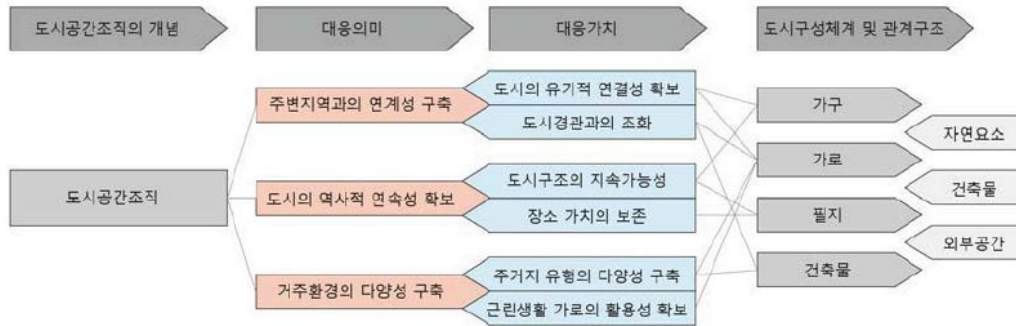 도시공간조직의 개념
대응의미
대응가치
도시구성체계 및 관계구조
도시공간조직
주변지역과의 연계성 구축
도시의 역사적 연속성 확보
거주환경의 다양성 구축
도시의 유기적 연결성 확보
도시경관과의 조화
도시구조의 지속가능성
장소 가치의 보존
주거지 유형의 다양성 구축
근린생활 가로의 활용성 확보
가구
가로
필지
건축물
자연요소
건축물
외부공간